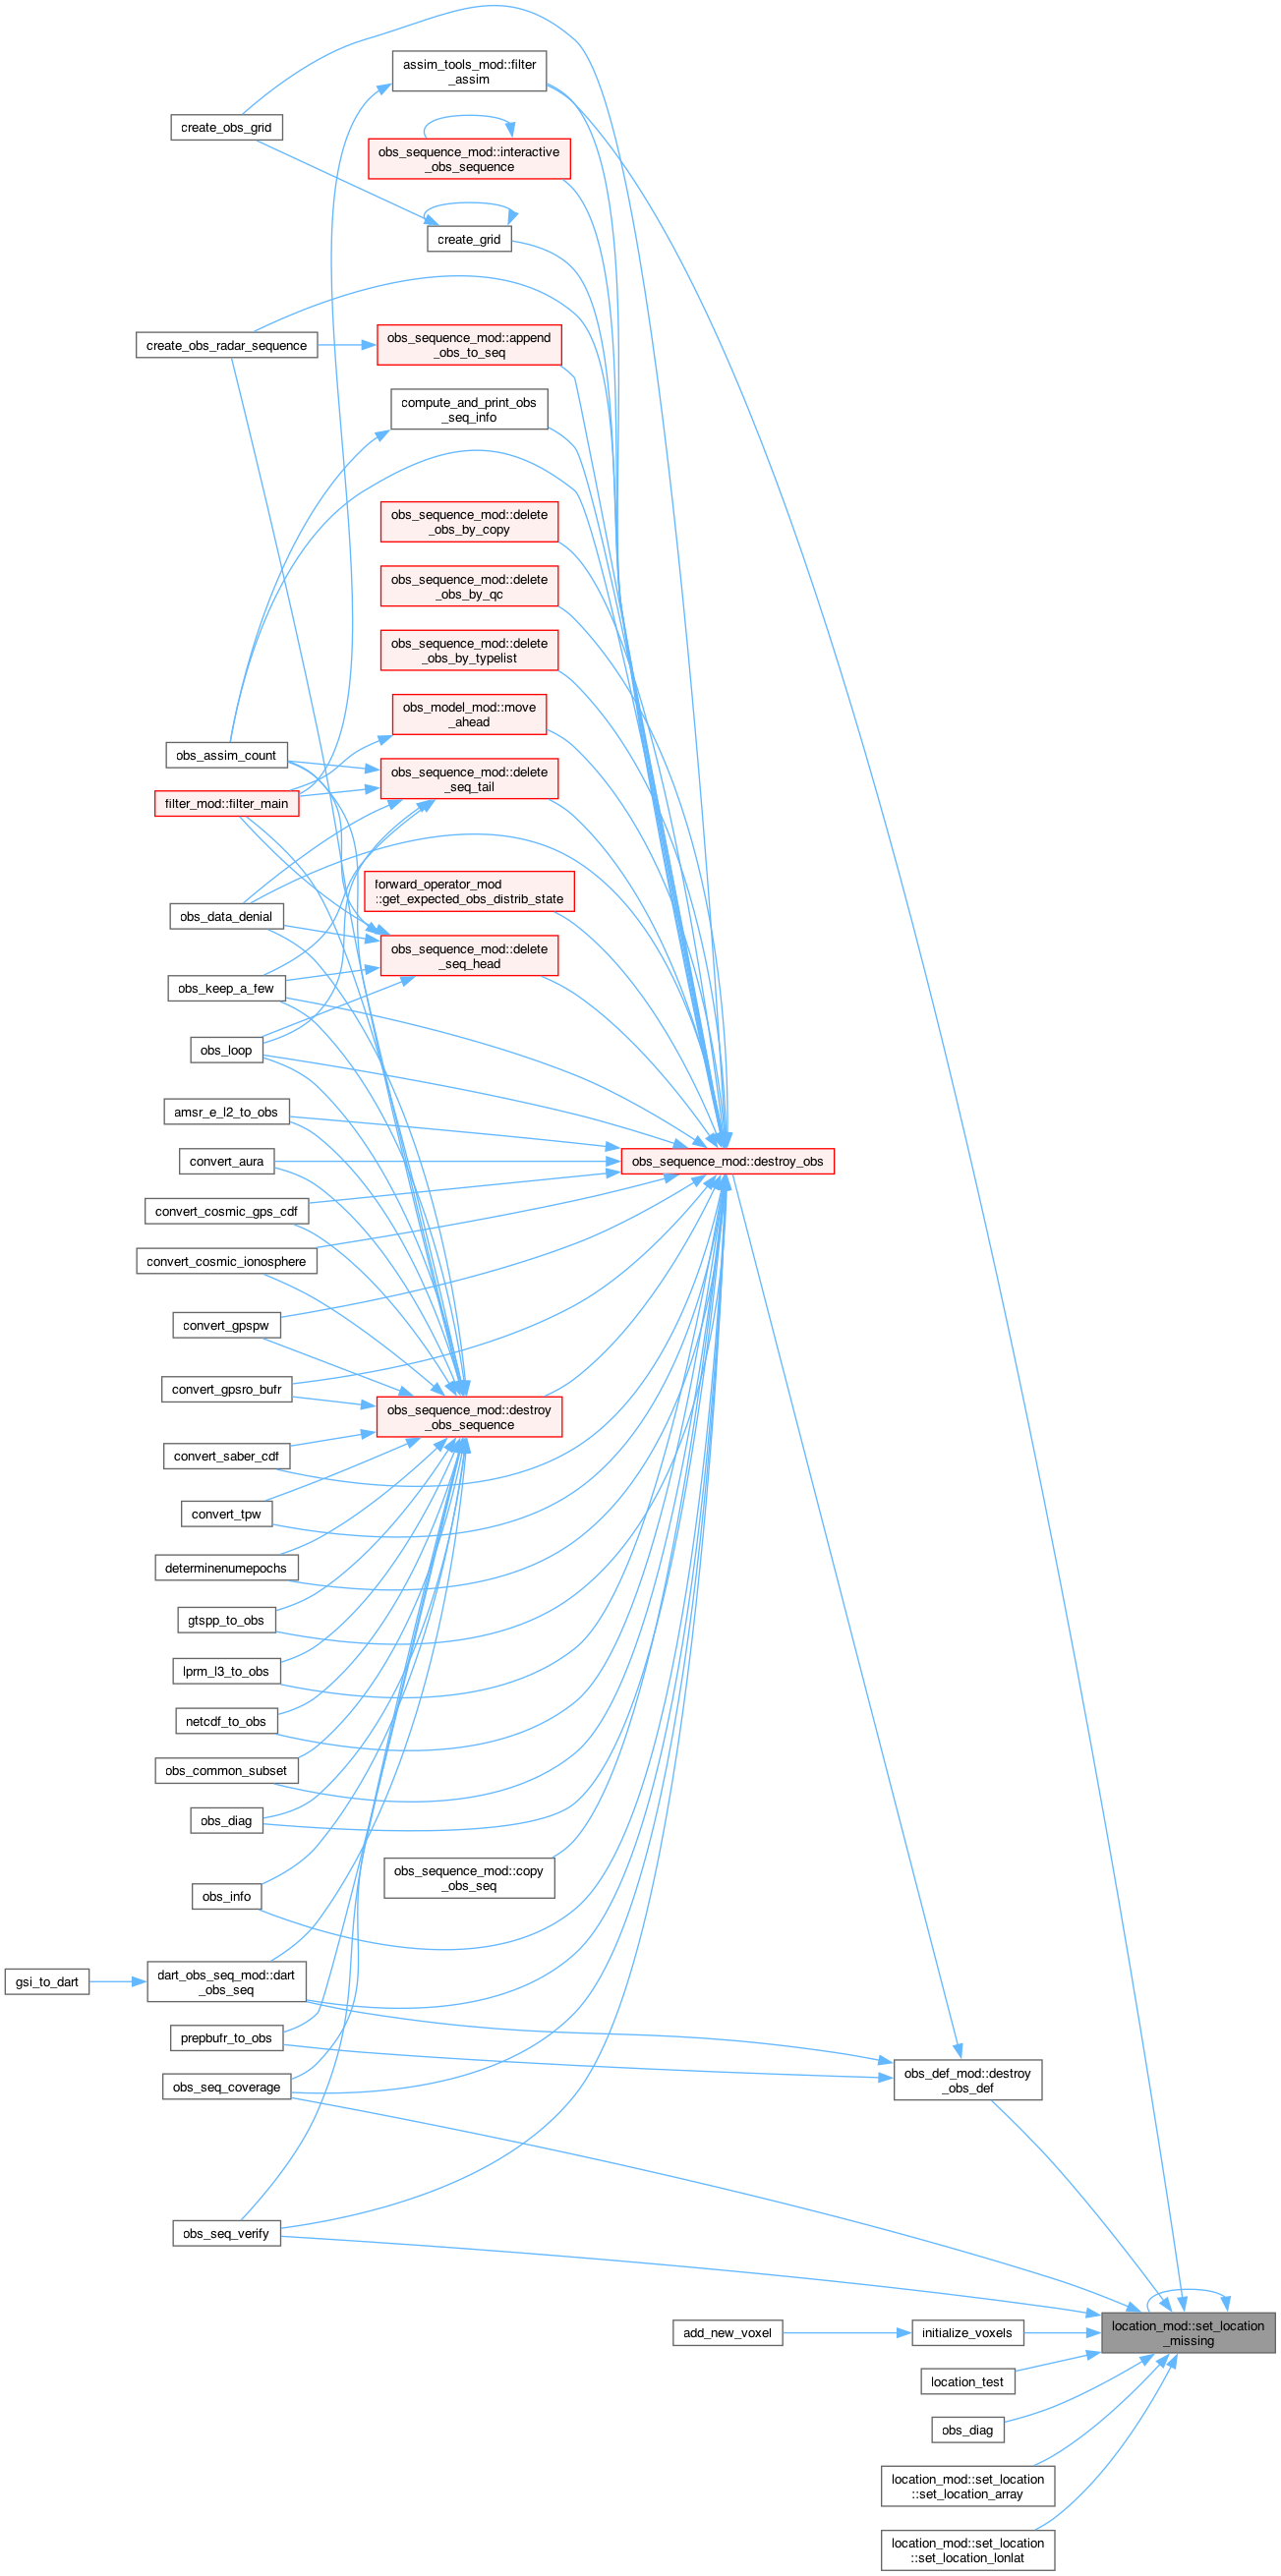 assim_tools_mod::filter
_assim
create_obs_grid
obs_sequence_mod::interactive
_obs_sequence
create_grid
create_obs_radar_sequence
obs_sequence_mod::append
_obs_to_seq
compute_and_print_obs
_seq_info
obs_sequence_mod::delete
_obs_by_copy
obs_sequence_mod::delete
_obs_by_qc
obs_sequence_mod::delete
_obs_by_typelist
obs_model_mod::move
_ahead
obs_assim_count
obs_sequence_mod::delete
_seq_tail
filter_mod::filter_main
forward_operator_mod
::get_expected_obs_distrib_state
obs_data_denial
obs_sequence_mod::delete
_seq_head
obs_keep_a_few
obs_loop
amsr_e_l2_to_obs
convert_aura
obs_sequence_mod::destroy_obs
convert_cosmic_gps_cdf
convert_cosmic_ionosphere
convert_gpspw
convert_gpsro_bufr
obs_sequence_mod::destroy
_obs_sequence
convert_saber_cdf
convert_tpw
determinenumepochs
gtspp_to_obs
lprm_l3_to_obs
netcdf_to_obs
obs_common_subset
obs_diag
obs_sequence_mod::copy
_obs_seq
obs_info
gsi_to_dart
dart_obs_seq_mod::dart
_obs_seq
prepbufr_to_obs
obs_seq_coverage
obs_def_mod::destroy
_obs_def
obs_seq_verify
add_new_voxel
initialize_voxels
location_mod::set_location
_missing
location_test
obs_diag
location_mod::set_location
::set_location_array
location_mod::set_location
::set_location_lonlat